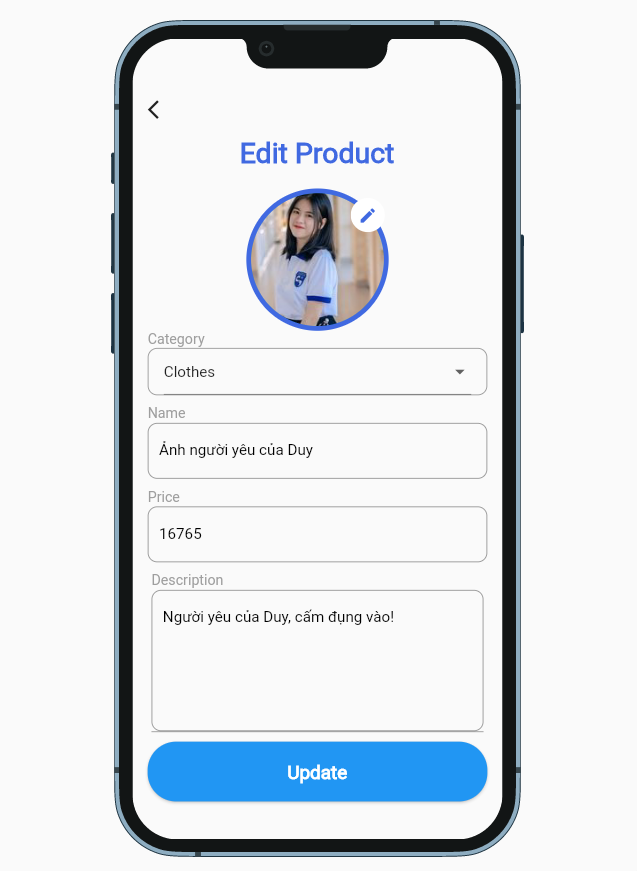 Edit Product
Category
Clothes
Name
Ảnh người yêu của Duy
Price
16765
Description
Người yêu của Duy, cấm đụng vào!
Update